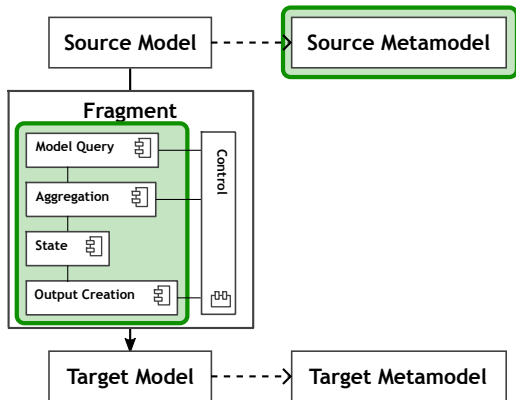 Source Model
Source Metamodel
Fragment
Model Query
Control
Aggregation
State
Output Creation
Target Model
Target Metamodel